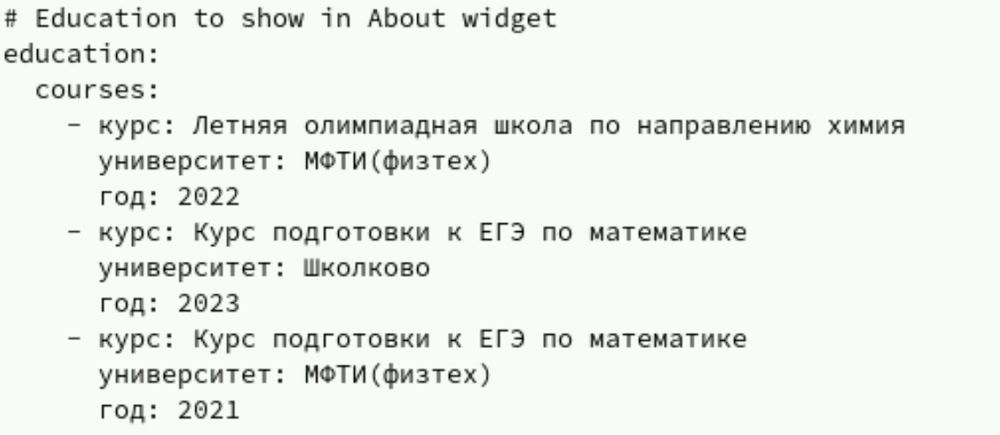 # Education to show in About widget
education:
  courses:
    - курс: Летняя олимпиадная школа по направлению химия
      университет: МФТИ(физтех)
      год: 2022
    - курс: Курс подготовки к ЕГЭ по математике
      университет: Школково
      год: 2023
    - курс: Курс подготовки к ЕГЭ по математике
      университет: МФТИ(физтех)
      год: 2021